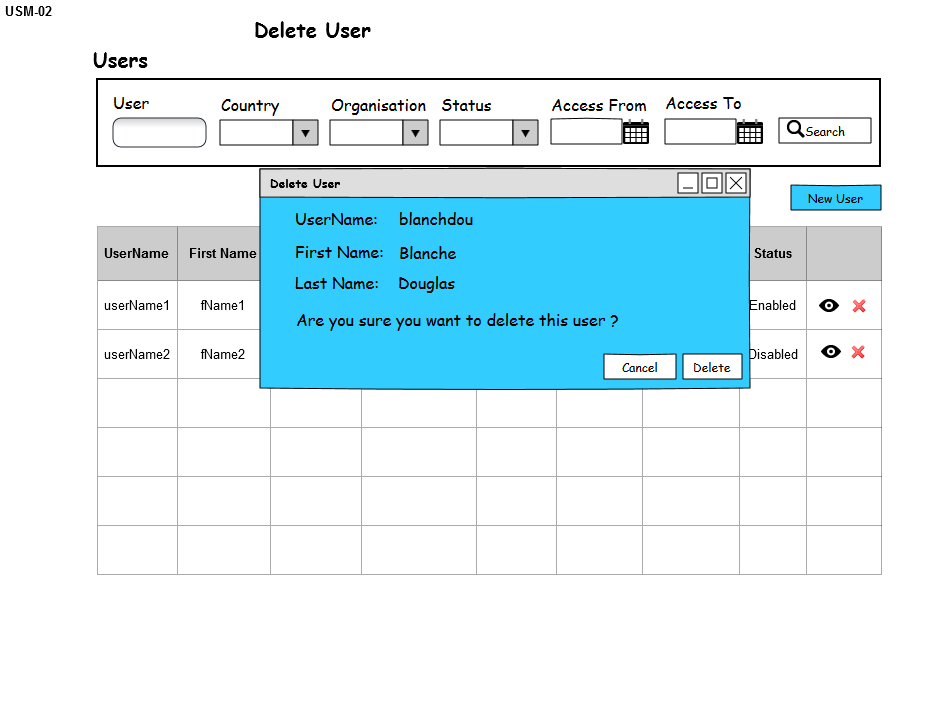 USM-02
Delete User
Users
User Country Organisation Status Access From Access To
Search
Delete User
New User
UserName: blanchdou
First Name: Blanche
Last Name: Douglas
Are you sure you want to delete this user ?
Cancel Delete
UserName First Name Status
userName1 fName1 Enabled
userName2 fName2 Disabled